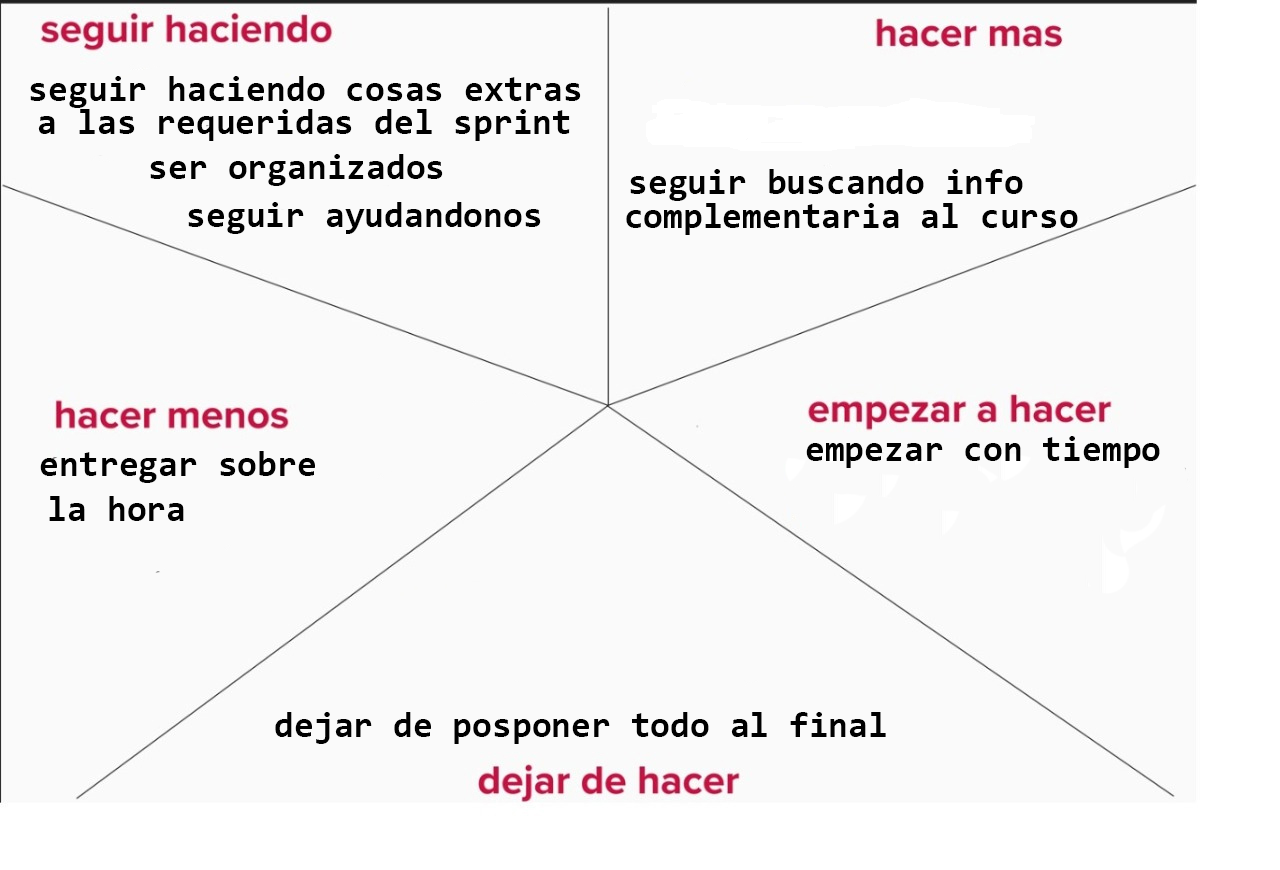 seguir haciendo
seguir haciendo cosas extras
a las requeridas del sprint
ser organizados
seguir ayudandonos
hacer mas
seguir buscando info
complementaria al curso
hacer menos
entregar sobre
la hora
empezar a hacer
empezar con tiempo
dejar de posponer todo al final
dejar de hacer